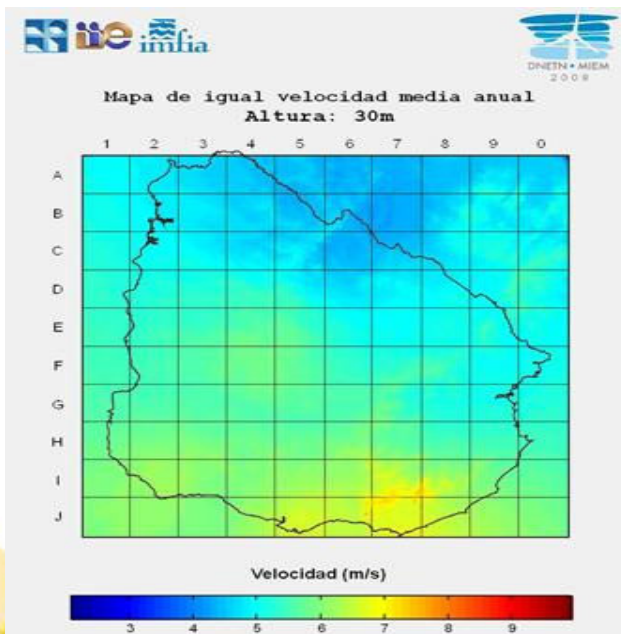 iie imfia
DNETN • MIEM
2009
Mapa de igual velocidad media anual
Altura: 30m
1 2 3 4 5 6 7 8 9 0
A
B
C
D
E
F
G
H
I
J
Velocidad (m/s)
3 4 5 6 7 8 9